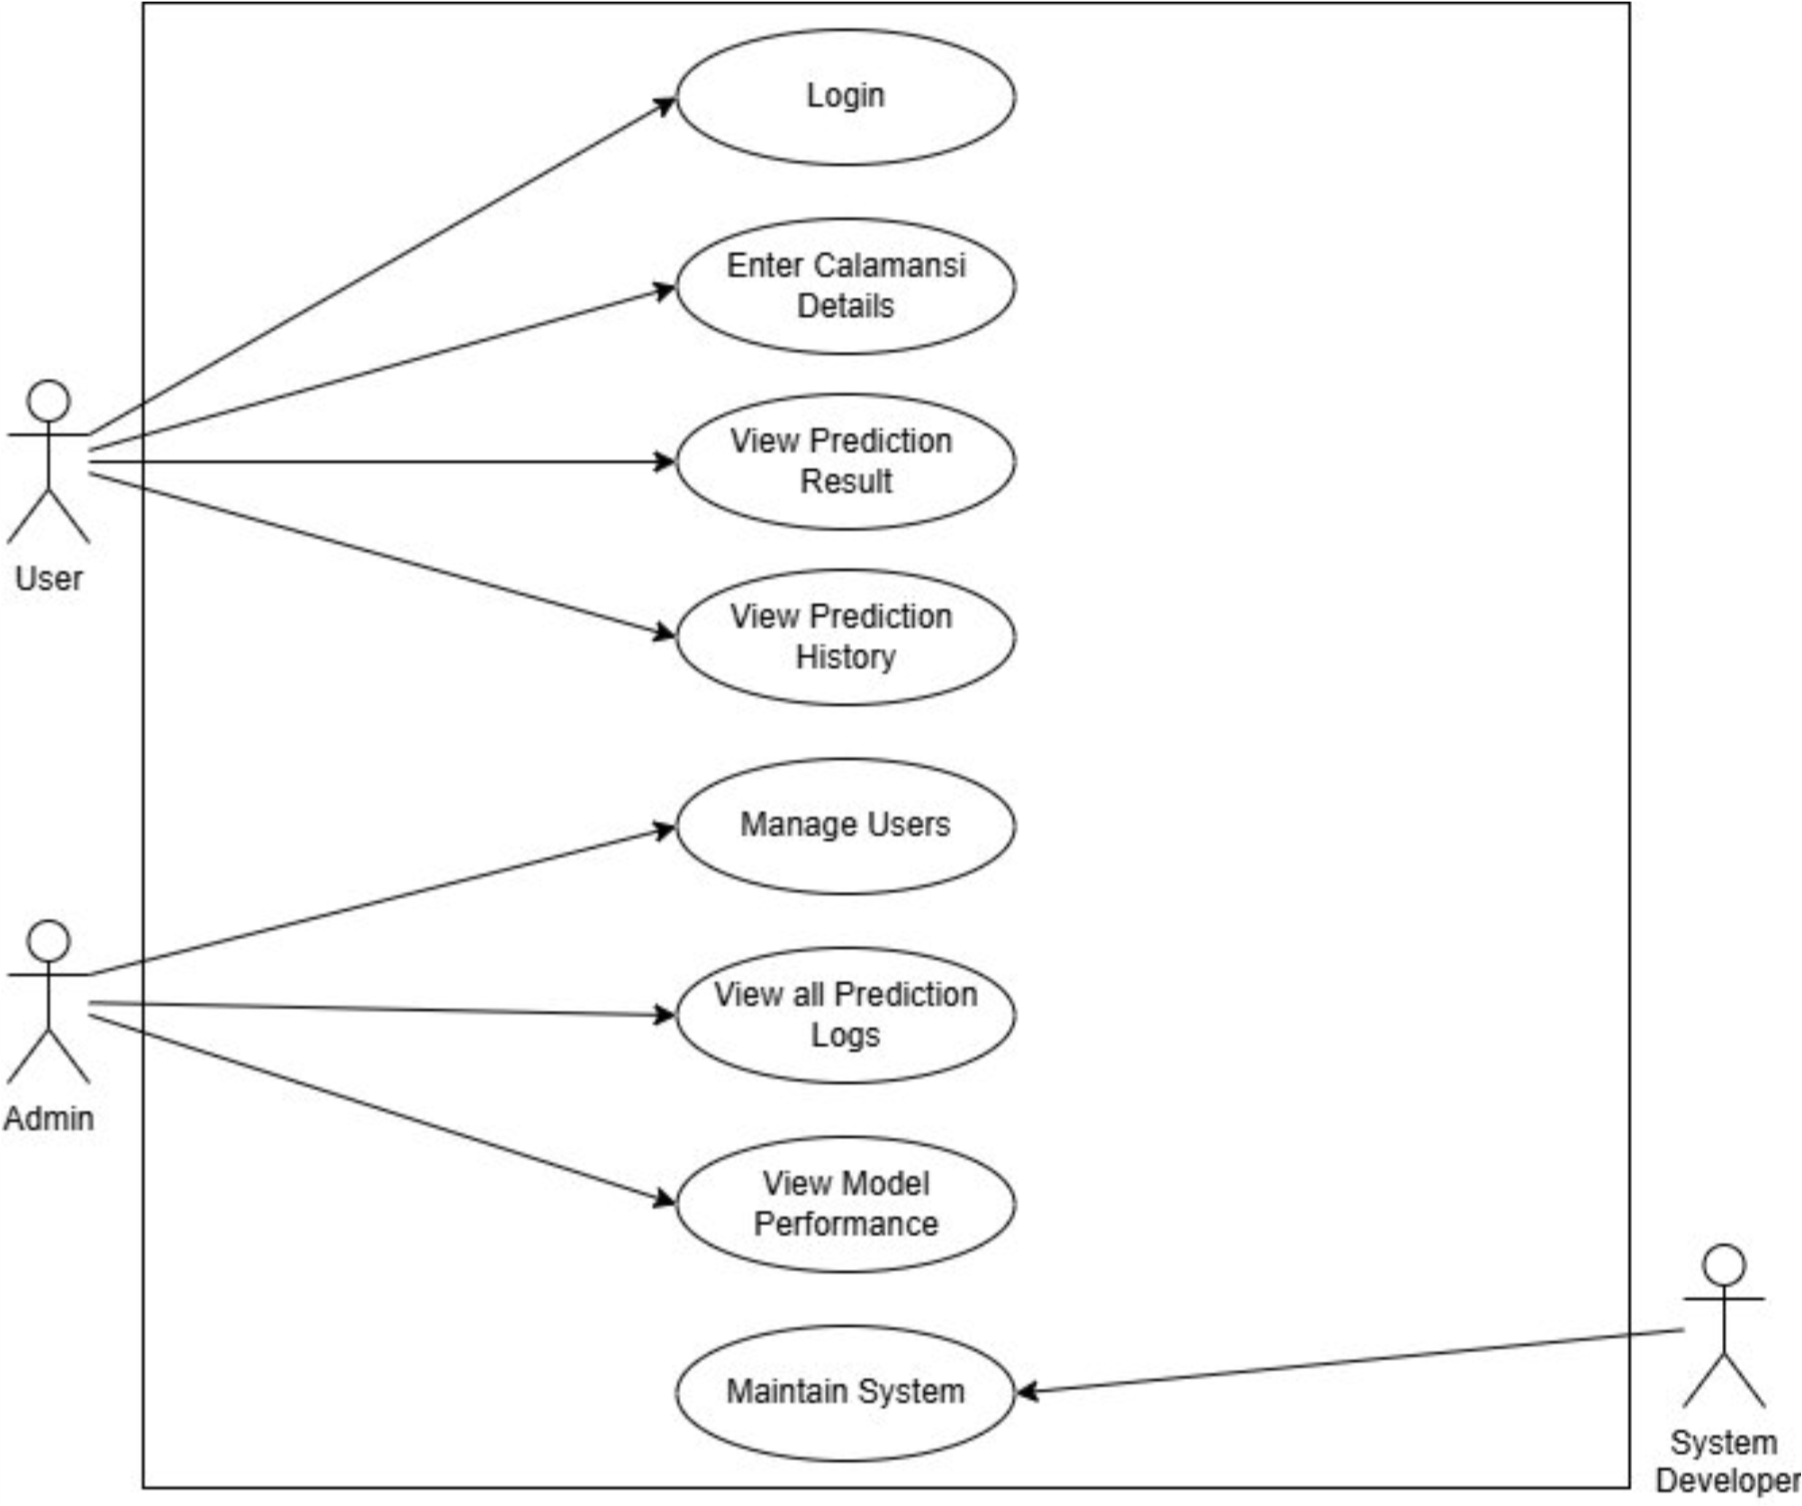 Login
Enter Calamansi
Details
View Prediction
Result
User
View Prediction
History
Manage Users
View all Prediction
Logs
Admin
View Model
Performance
Maintain System
System
Developer